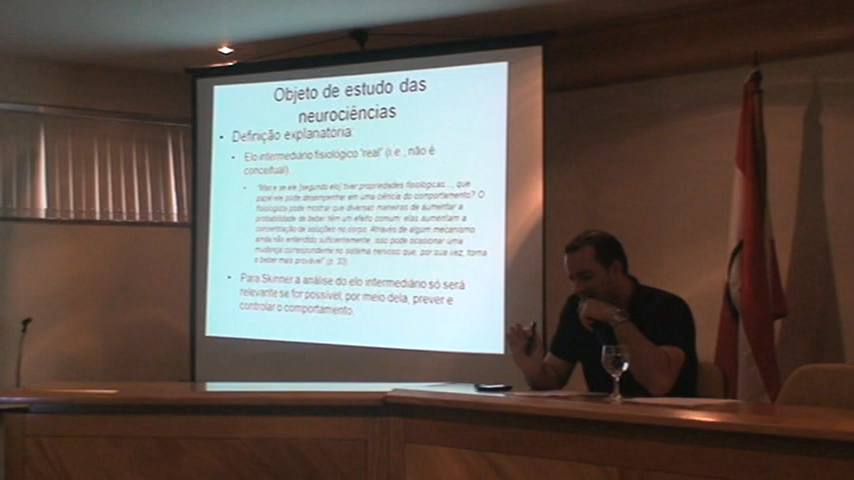 Objeto de estudo das
neurociências
• Definição explanatória:
• Elo intermediário fisiológico "real" (i.e., não é
conceitual).
• "Mas e se ele [segundo elo] tiver propriedades fisiológicas..., que
papel ele pode desempenhar em uma ciência do comportamento? O
fisiológico pode mostrar que diversas maneiras de aumentar a
probabilidade de beber têm um efeito comum: elas aumentam a
concentração de soluções no corpo. Através de algum mecanismo
ainda não entendido suficientemente, isso pode ocasionar uma
mudança correspondente no sistema nervoso que, por sua vez, torna
o beber mais provável" (p. 33).
• Para Skinner a análise do elo intermediário só será
relevante se for possível, por meio dela, prever e
controlar o comportamento.